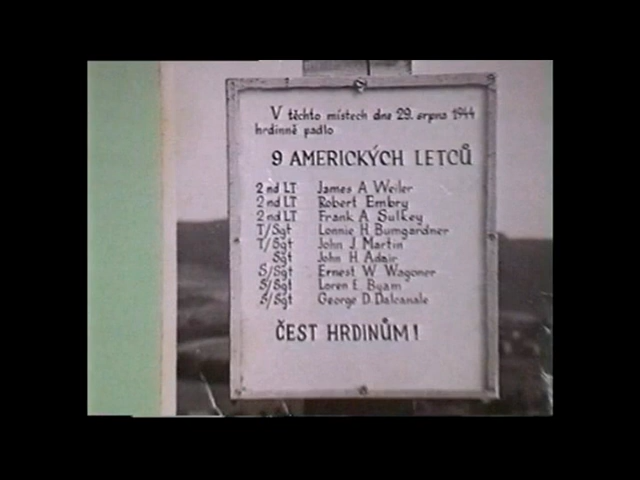 V těchto místech dne 29. srpna 1944
hrdinně padlo
9 AMERICKÝCH LETCŮ
2nd LT James A Weiler
2nd LT Robert Embry
2nd LT Frank A Sulkey
T/Sgt Lonnie H Bumgardner
T/Sgt John J Martin
Sgt John H Adair
S/Sgt Ernest W Wagoner
S/Sgt Loren E Byam
S/Sgt George D. Dalcanale
ČEST HRDINŮM!